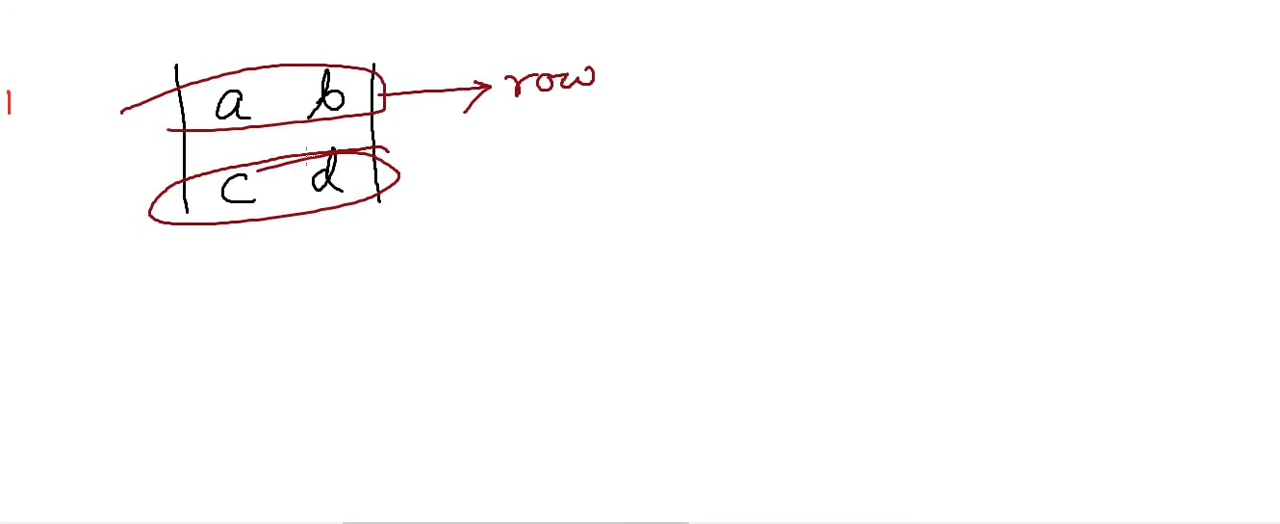 | a b | → row
| c d |